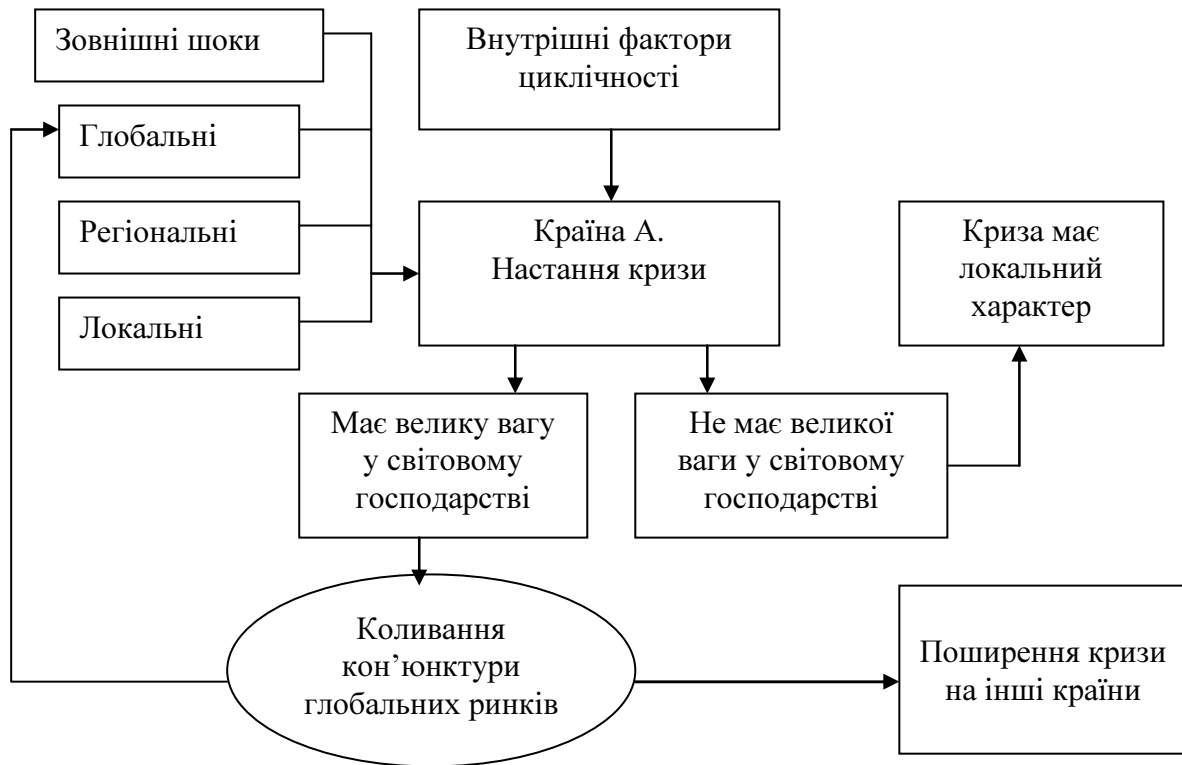 Зовнішні шоки
Внутрішні фактори
циклічності
Глобальні
Регіональні
Локальні
Країна А.
Настання кризи
Криза має
локальний
характер
Має велику вагу
у світовому
господарстві
Не має великої
ваги у світовому
господарстві
Коливання
кон’юнктури
глобальних ринків
Поширення кризи
на інші країни